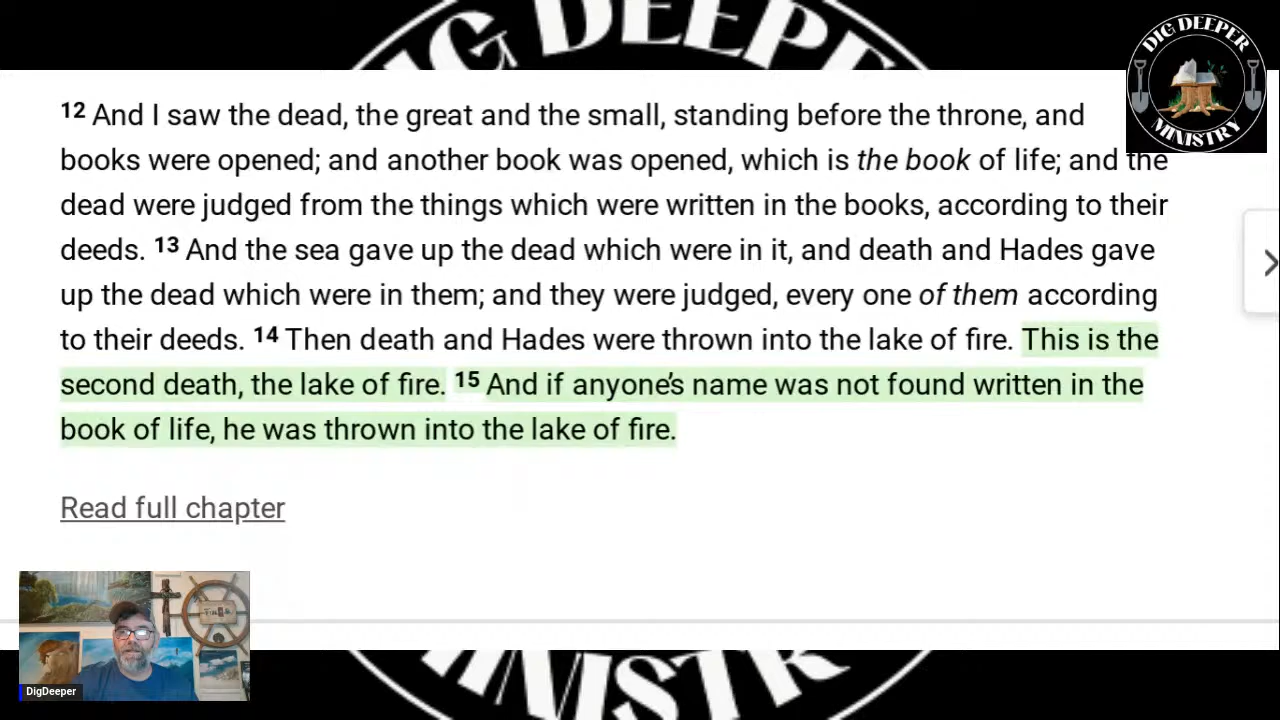 DIG DEEPER
DIG DEEPER
MINISTRY
12 And I saw the dead, the great and the small, standing before the throne, and
books were opened; and another book was opened, which is the book of life; and the
dead were judged from the things which were written in the books, according to their
deeds. 13 And the sea gave up the dead which were in it, and death and Hades gave
up the dead which were in them; and they were judged, every one of them according
to their deeds. 14 Then death and Hades were thrown into the lake of fire. This is the
second death, the lake of fire. 15 And if anyone’s name was not found written in the
book of life, he was thrown into the lake of fire.
Read full chapter
DigDeeper